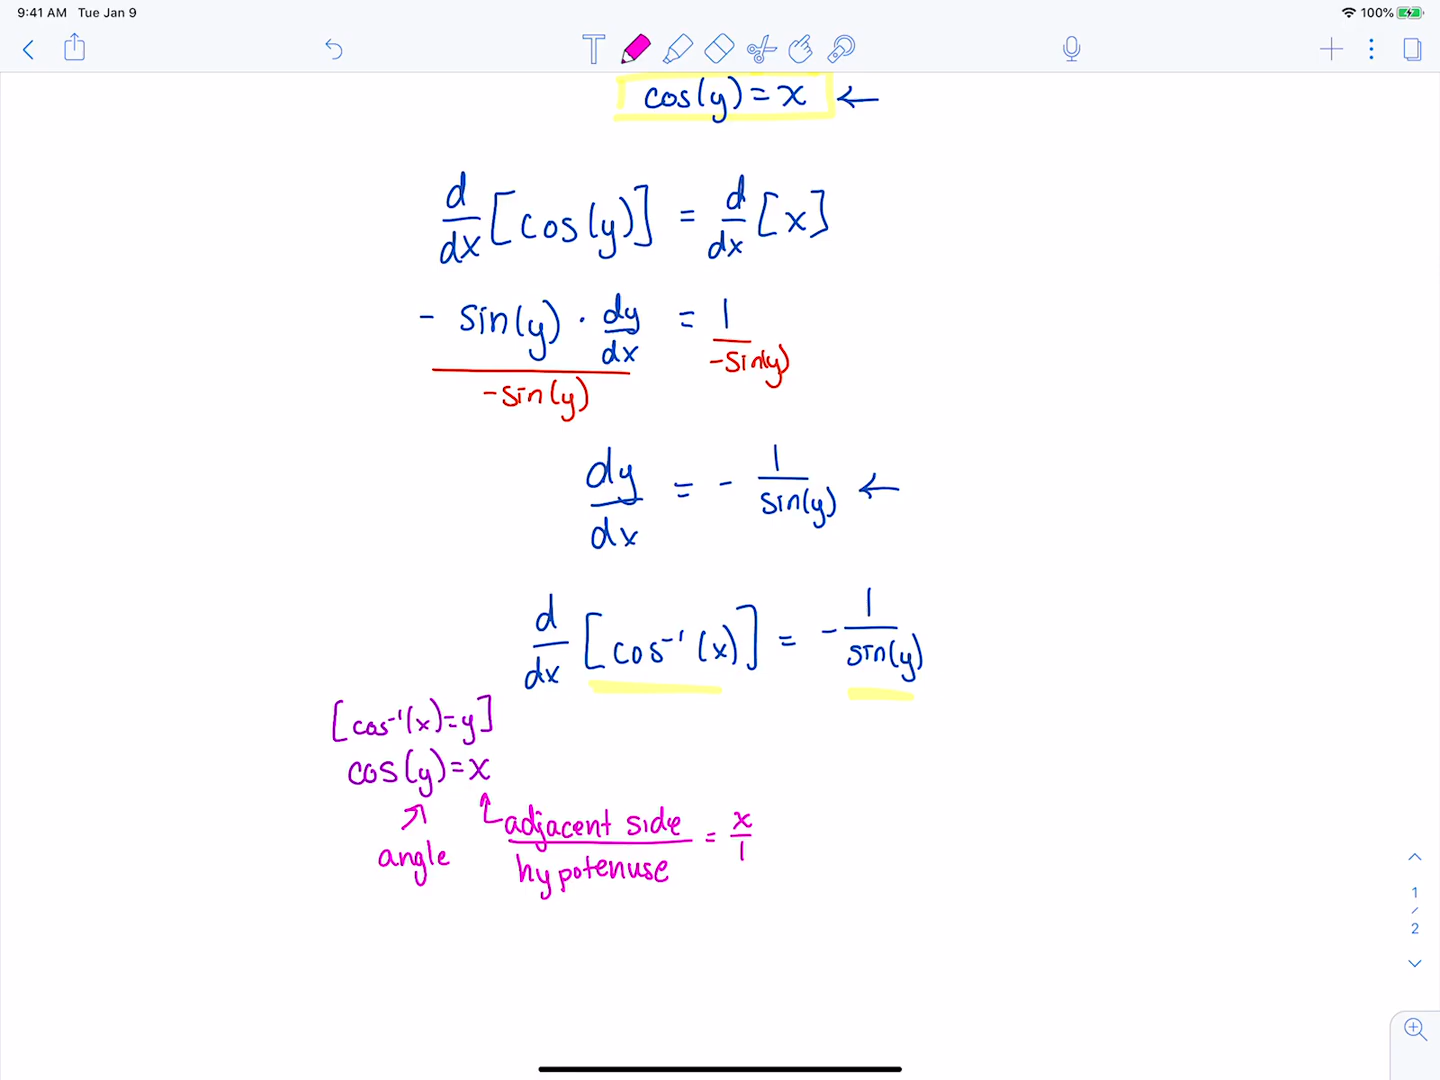 9:41 AM Tue Jan 9 100%
T
cos(y) = x ←
d/dx [cos(y)] = d/dx [x]
- sin(y) · dy/dx = 1
-sin(y) -sin(y)
dy/dx = - 1/sin(y) ←
d/dx [cos⁻¹(x)] = - 1/sin(y)
[cos⁻¹(x)=y]
cos(y)=x
angle
adjacent side/hypotenuse = x/1
1
/
2